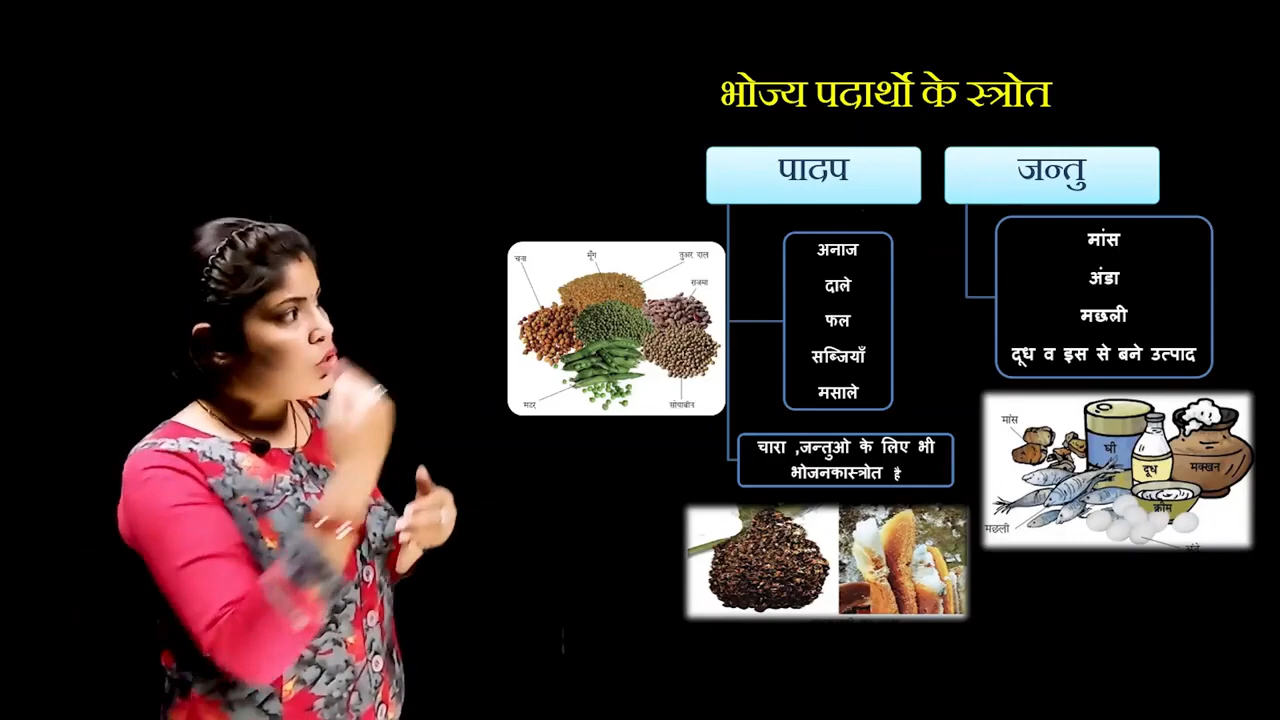 भोज्य पदार्थो के स्त्रोत
पादप
जन्तु
अनाज
दाले
फल
सब्जियाँ
मसाले
मांस
अंडा
मछली
दूध व इस से बने उत्पाद
चना
मूँग
तुअर दाल
राजमा
मटर
सोयाबीन
चारा ,जन्तुओ के लिए भी
भोजनकास्त्रोत है
मांस
घी
दूध
मक्खन
क्रीम
मछली